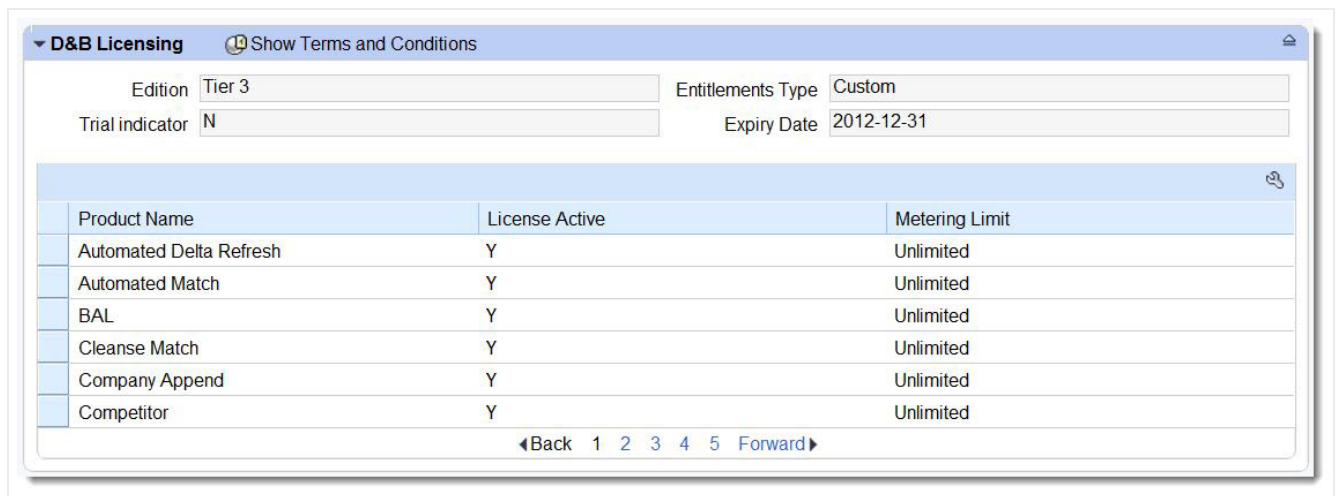 D&B Licensing Show Terms and Conditions
Edition Tier 3 Entitlements Type Custom
Trial indicator N Expiry Date 2012-12-31
Product Name License Active Metering Limit
Automated Delta Refresh Y Unlimited
Automated Match Y Unlimited
BAL Y Unlimited
Cleanse Match Y Unlimited
Company Append Y Unlimited
Competitor Y Unlimited
Back 1 2 3 4 5 Forward